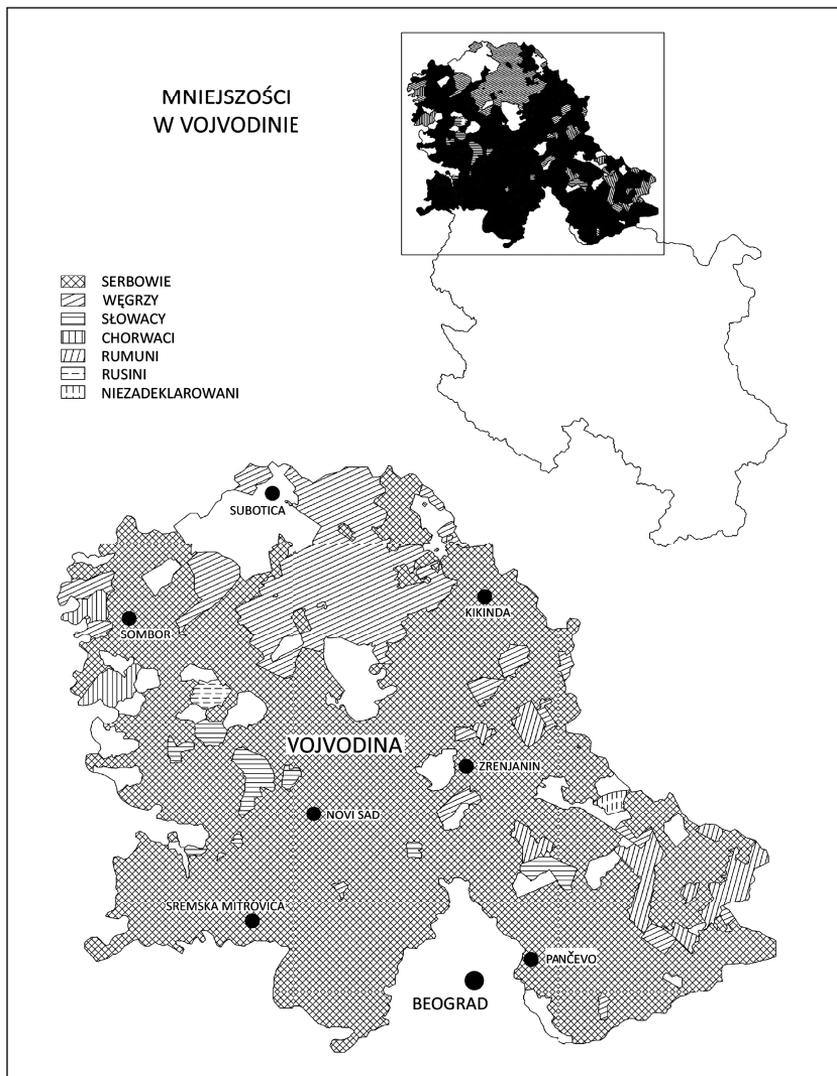 MNIEJSZOŚCI
W VOJVODINIE
SERBOWIE
WĘGRZY
SŁOWACY
CHORWACI
RUMUNI
RUSINI
NIEZADEKLAROWANI
SUBOTICA
KIKINDA
SOMBOR
VOJVODINA
ZRENJANIN
NOVI SAD
SREMSKA MITROVICA
PANČEVO
BEOGRAD